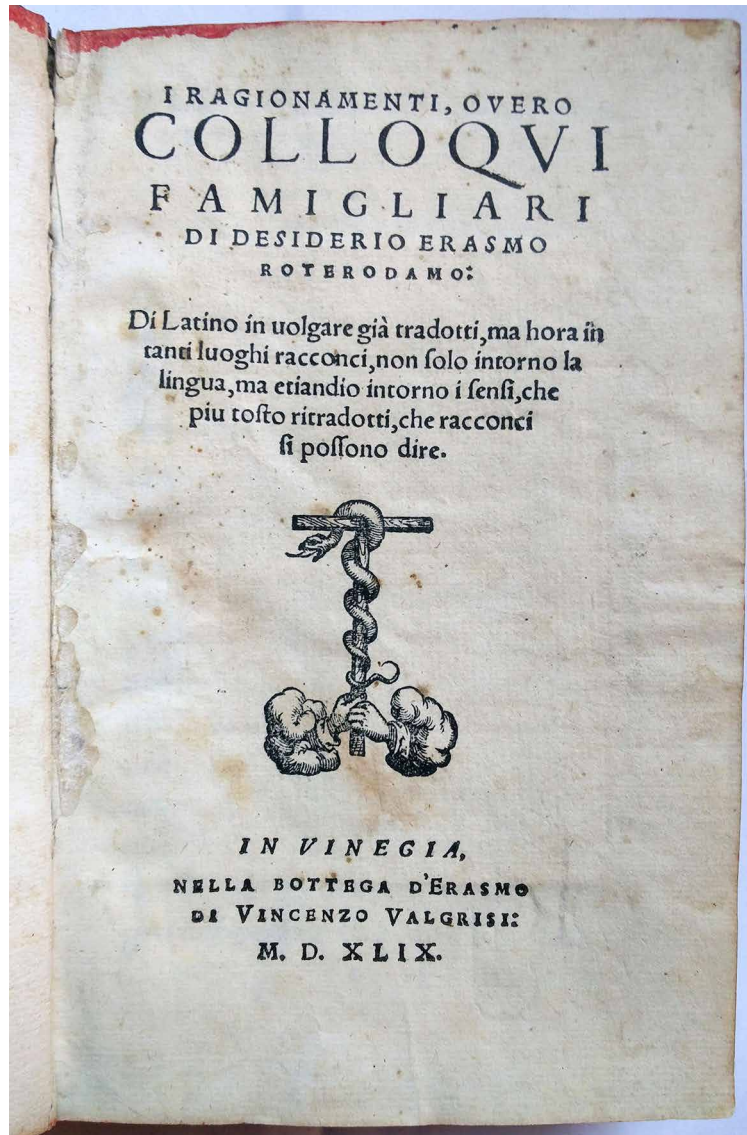 I RAGIONAMENTI, OVERO
COLLOQVI
FAMIGLIARI
DI DESIDERIO ERASMO
ROTERODAMO:
Di Latino in uolgare già tradotti, ma hora in
tanti luoghi racconci, non ſolo intorno la
lingua, ma etiandio intorno i ſenſi, che
piu toſto ritradotti, che racconci
ſi poſſono dire.
IN VINEGIA,
NELLA BOTTEGA D'ERASMO
DI VINCENZO VALGRISI:
M. D. XLIX.